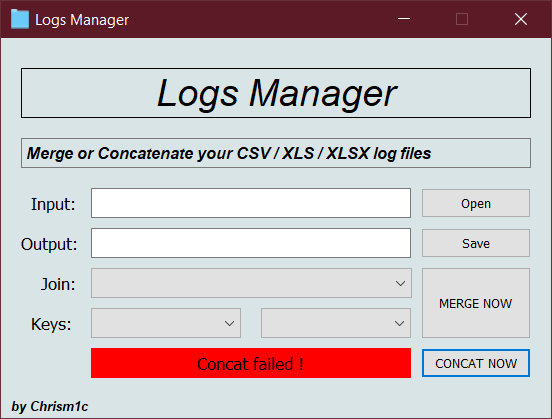 Logs Manager
Logs Manager
Merge or Concatenate your CSV / XLS / XLSX log files
Input:
Open
Output:
Save
Join:
MERGE NOW
Keys:
Concat failed !
CONCAT NOW
by Chrism1c